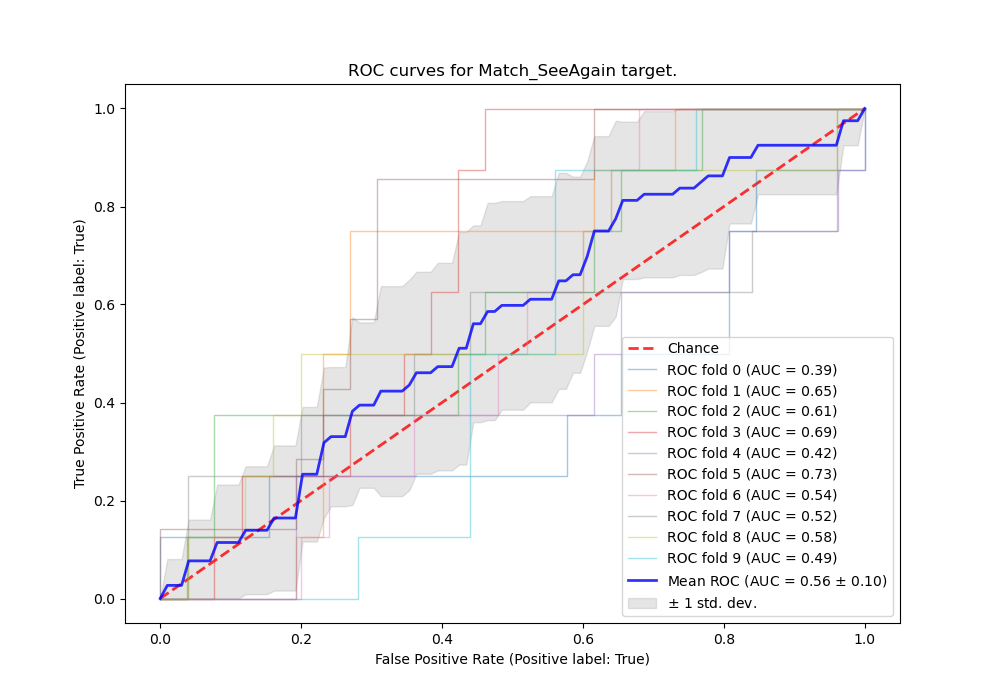 ROC curves for Match_SeeAgain target.
1.0
0.8
0.6
0.4
0.2
0.0
True Positive Rate (Positive label: True)
0.0
0.2
0.4
0.6
0.8
1.0
False Positive Rate (Positive label: True)
Chance
ROC fold 0 (AUC = 0.39)
ROC fold 1 (AUC = 0.65)
ROC fold 2 (AUC = 0.61)
ROC fold 3 (AUC = 0.69)
ROC fold 4 (AUC = 0.42)
ROC fold 5 (AUC = 0.73)
ROC fold 6 (AUC = 0.54)
ROC fold 7 (AUC = 0.52)
ROC fold 8 (AUC = 0.58)
ROC fold 9 (AUC = 0.49)
Mean ROC (AUC = 0.56 ± 0.10)
± 1 std. dev.